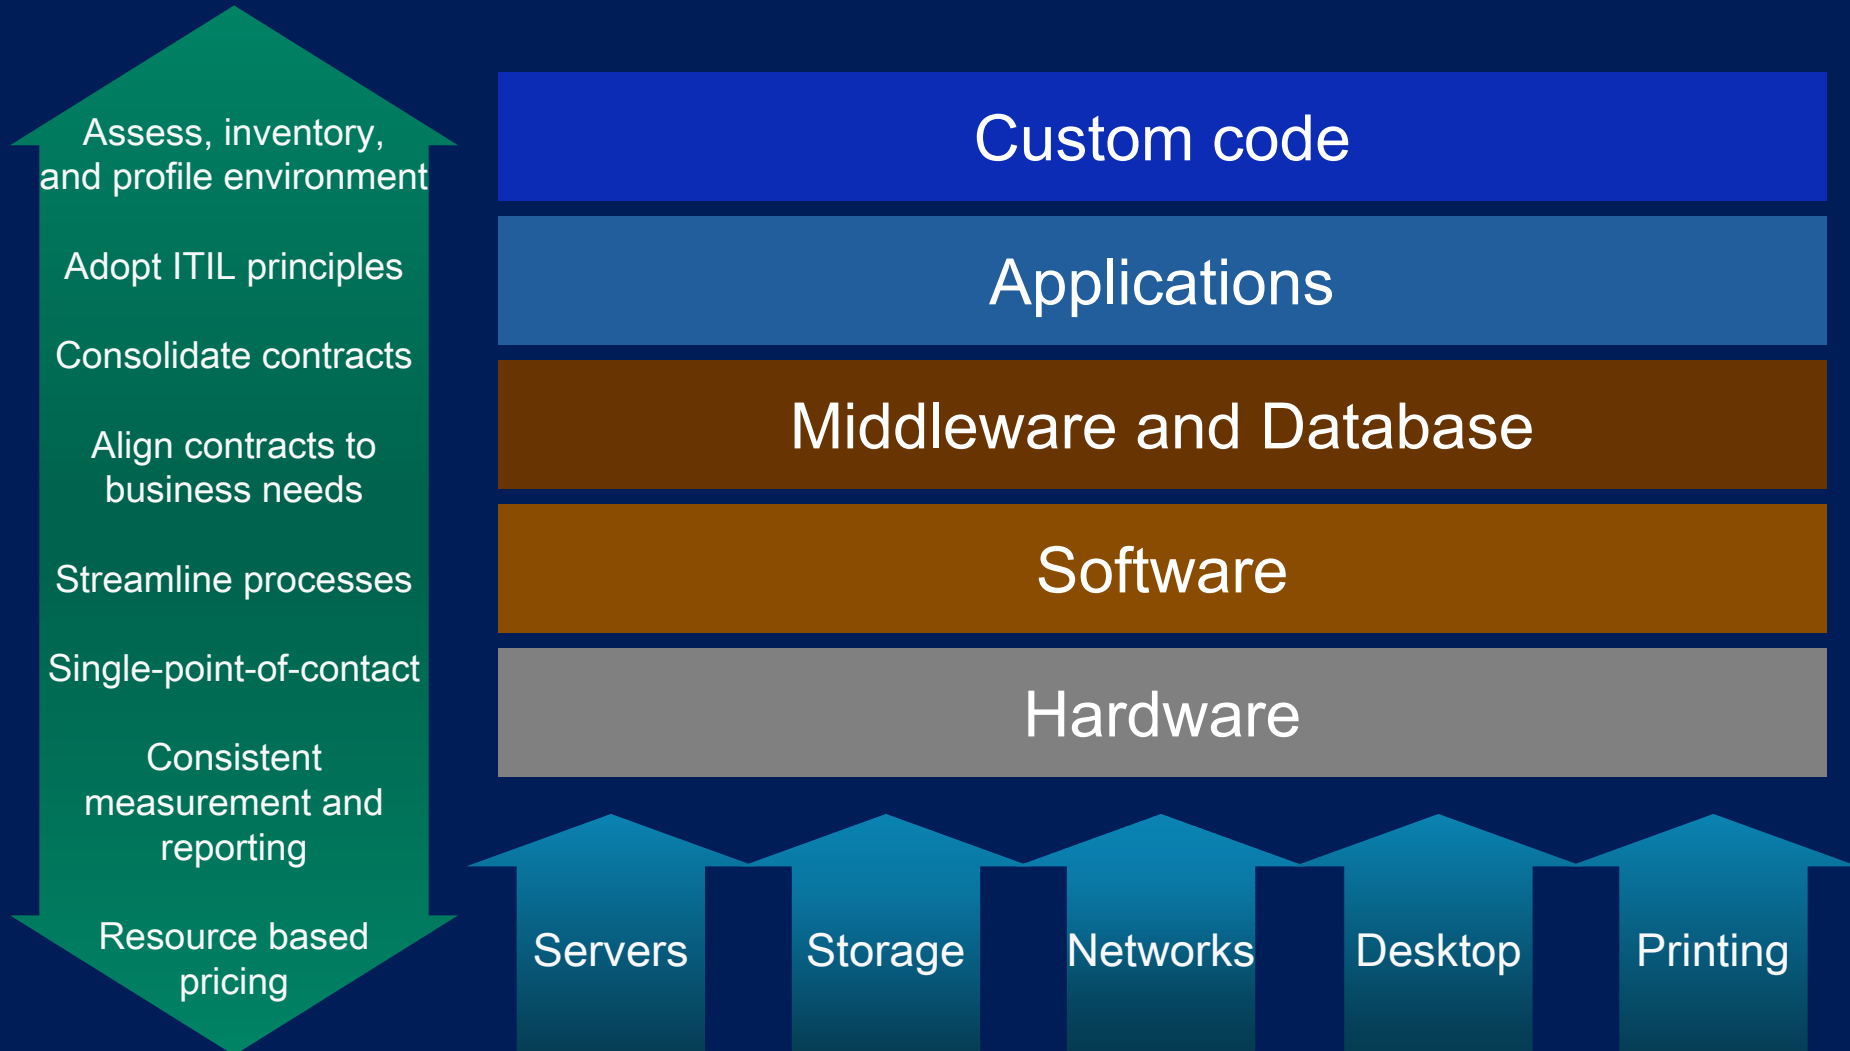 Assess, inventory,
and profile environment
Adopt ITIL principles
Consolidate contracts
Align contracts to
business needs
Streamline processes
Single-point-of-contact
Consistent
measurement and
reporting
Resource based
pricing
Custom code
Applications
Middleware and Database
Software
Hardware
Servers
Storage
Networks
Desktop
Printing